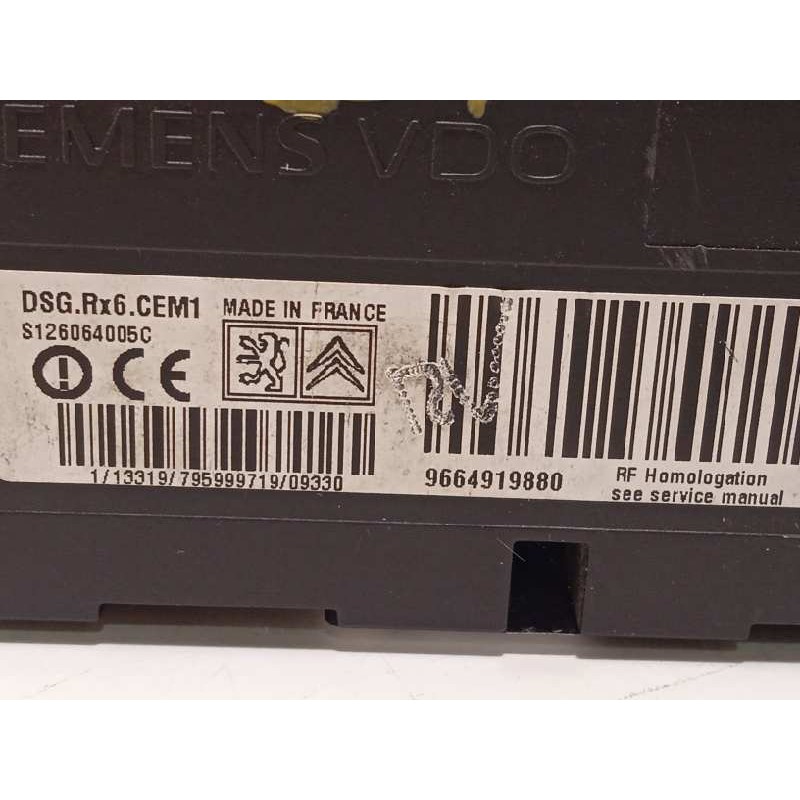 EMENS VDO
DSG.Rx6.CEM1 MADE IN FRANCE
S126064005C
CE
1/13319/795999719/09330
9664919880
RF Homologation
see service manual